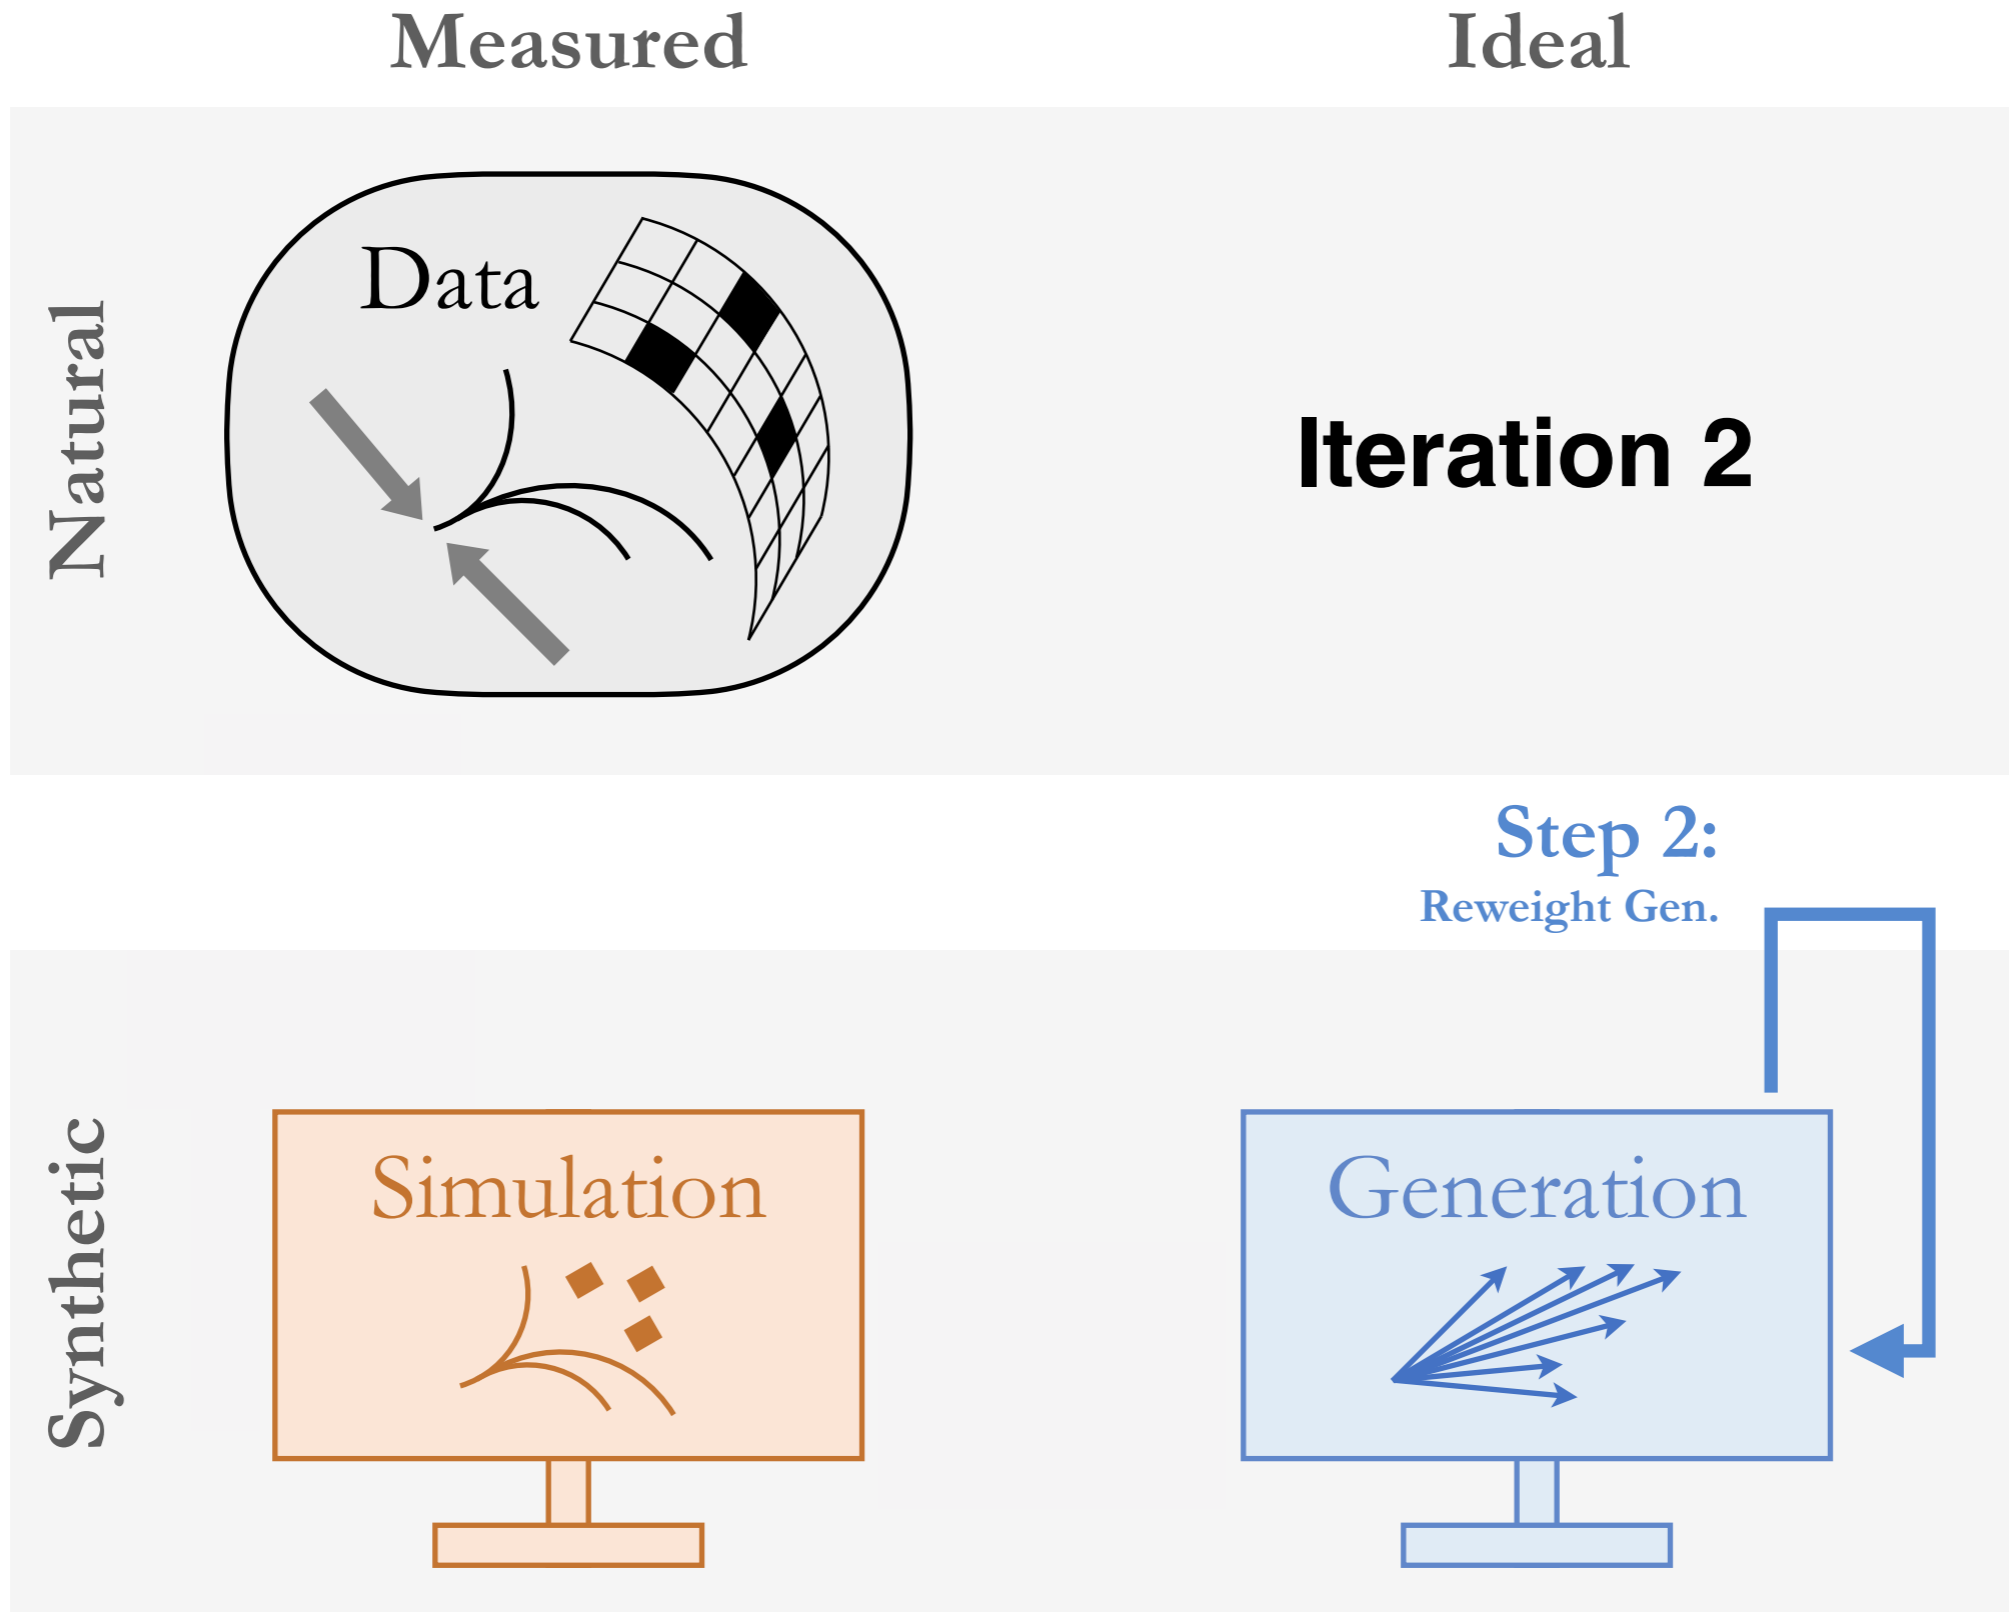 Measured
Ideal
Natural
Data
Iteration 2
Step 2:
Reweight Gen.
Synthetic
Simulation
Generation